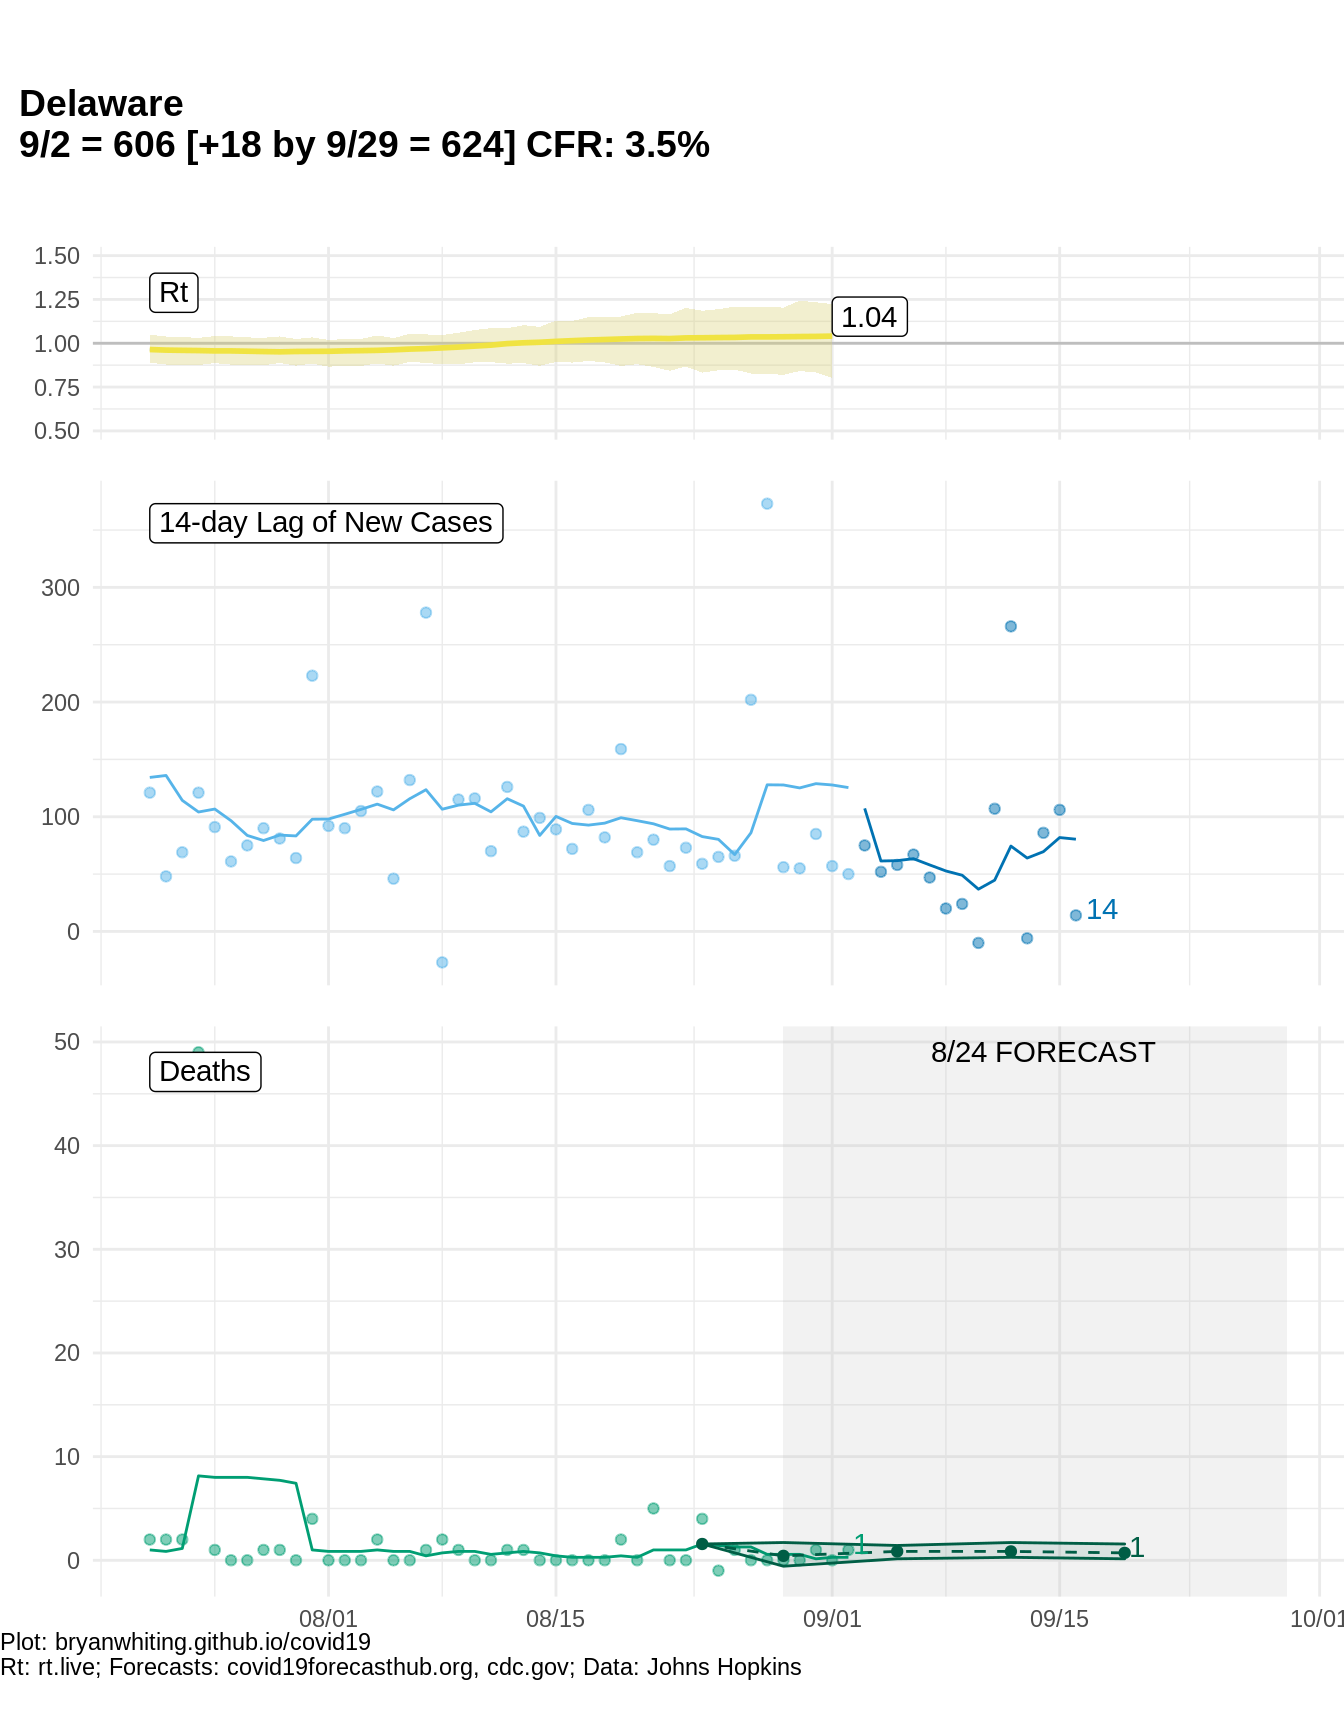 Delaware
9/2 = 606 [+18 by 9/29 = 624] CFR: 3.5%
1.50
Rt
1.25
1.04
1.00
0.75
0.50
14-day Lag of New Cases
300
200
100
14
0
50
8/24 FORECAST
Deaths
40
30
20
10
1
1
0
08/01 08/15 09/01 09/15 10/01
Plot: bryanwhiting.github.io/covid19
Rt: rt.live; Forecasts: covid19forecasthub.org, cdc.gov; Data: Johns Hopkins